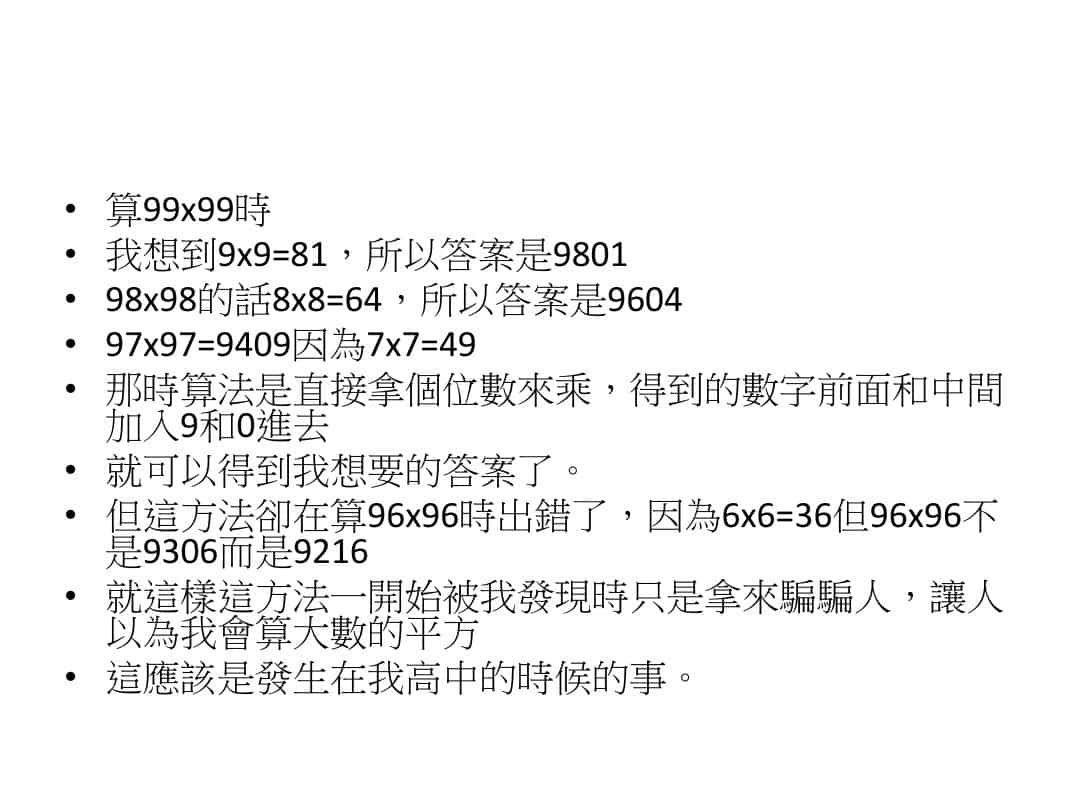 • 算99x99時
• 我想到9x9=81，所以答案是9801
• 98x98的話8x8=64，所以答案是9604
• 97x97=9409因為7x7=49
• 那時算法是直接拿個位數來乘，得到的數字前面和中間
加入9和0進去
• 就可以得到我想要的答案了。
• 但這方法卻在算96x96時出錯了，因為6x6=36但96x96不
是9306而是9216
• 就這樣這方法一開始被我發現時只是拿來騙騙人，讓人
以為我會算大數的平方
• 這應該是發生在我高中的時候的事。